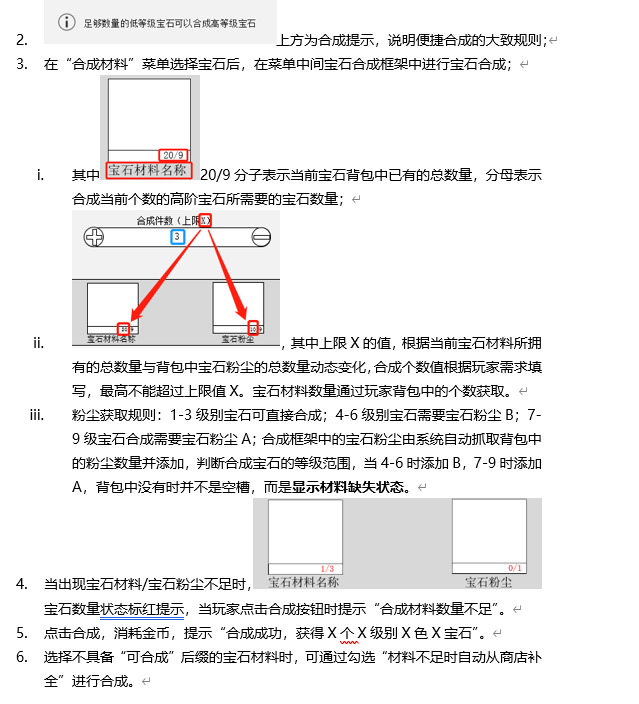 足够数量的低等级宝石可以合成高等级宝石
2. 上方为合成提示，说明便捷合成的大致规则；
3. 在“合成材料”菜单选择宝石后，在菜单中间宝石合成框架中进行宝石合成；
20/9
宝石材料名称
i. 其中 20/9 分子表示当前宝石背包中已有的总数量，分母表示
合成当前个数的高阶宝石所需要的宝石数量；
合成件数（上限X）
3
宝石材料名称 宝石粉尘
ii. ，其中上限 X 的值，根据当前宝石材料所拥
有的总数量与背包中宝石粉尘的总数量动态变化，合成个数值根据玩家需求填
写，最高不能超过上限值 X。宝石材料数量通过玩家背包中的个数获取。
iii. 粉尘获取规则：1-3 级别宝石可直接合成；4-6 级别宝石需要宝石粉尘 B；7-
9 级宝石合成需要宝石粉尘 A；合成框架中的宝石粉尘由系统自动抓取背包中
的粉尘数量并添加，判断合成宝石的等级范围，当 4-6 时添加 B，7-9 时添加
A，背包中没有时并不是空槽，而是显示材料缺失状态。
1/3 0/1
宝石材料名称 宝石粉尘
4. 当出现宝石材料/宝石粉尘不足时，
宝石数量状态标红提示，当玩家点击合成按钮时提示“合成材料数量不足”。
5. 点击合成，消耗金币，提示“合成成功，获得 X 个 X 级别 X 色 X 宝石”。
6. 选择不具备“可合成”后缀的宝石材料时，可通过勾选“材料不足时自动从商店补
全”进行合成。